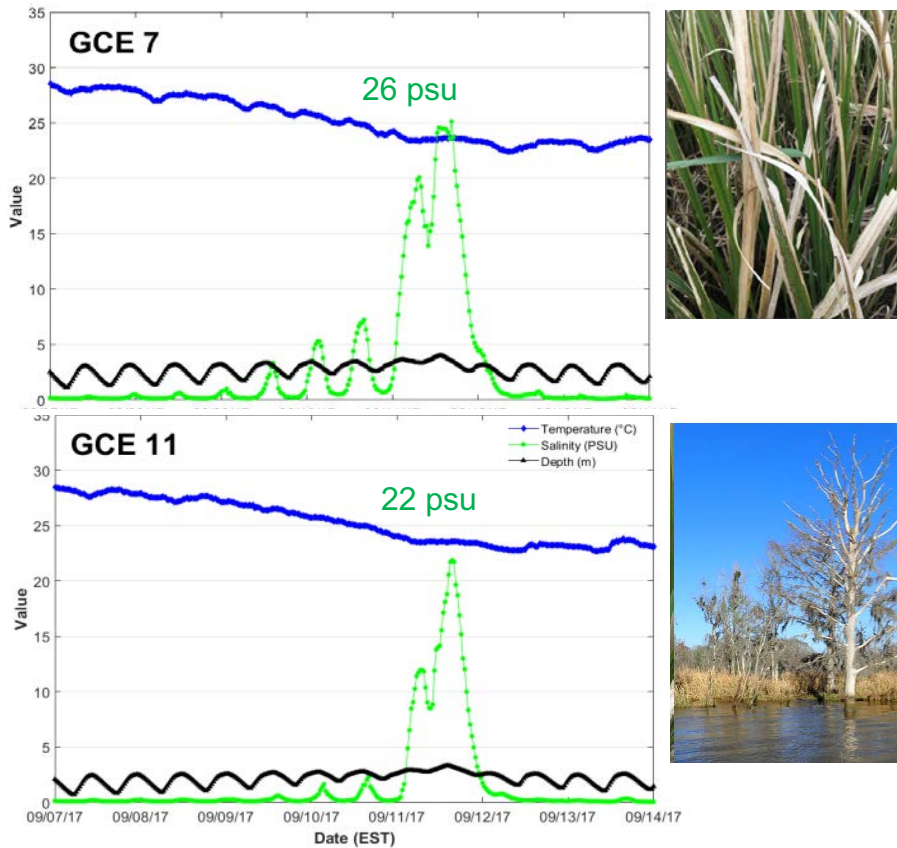 GCE 7
26 psu
35
30
25
20
15
10
5
0
Value
GCE 11
22 psu
Temperature (°C)
Salinity (PSU)
Depth (m)
35
30
25
20
15
10
5
0
Value
09/07/17 09/08/17 09/09/17 09/10/17 09/11/17 09/12/17 09/13/17 09/14/17
Date (EST)